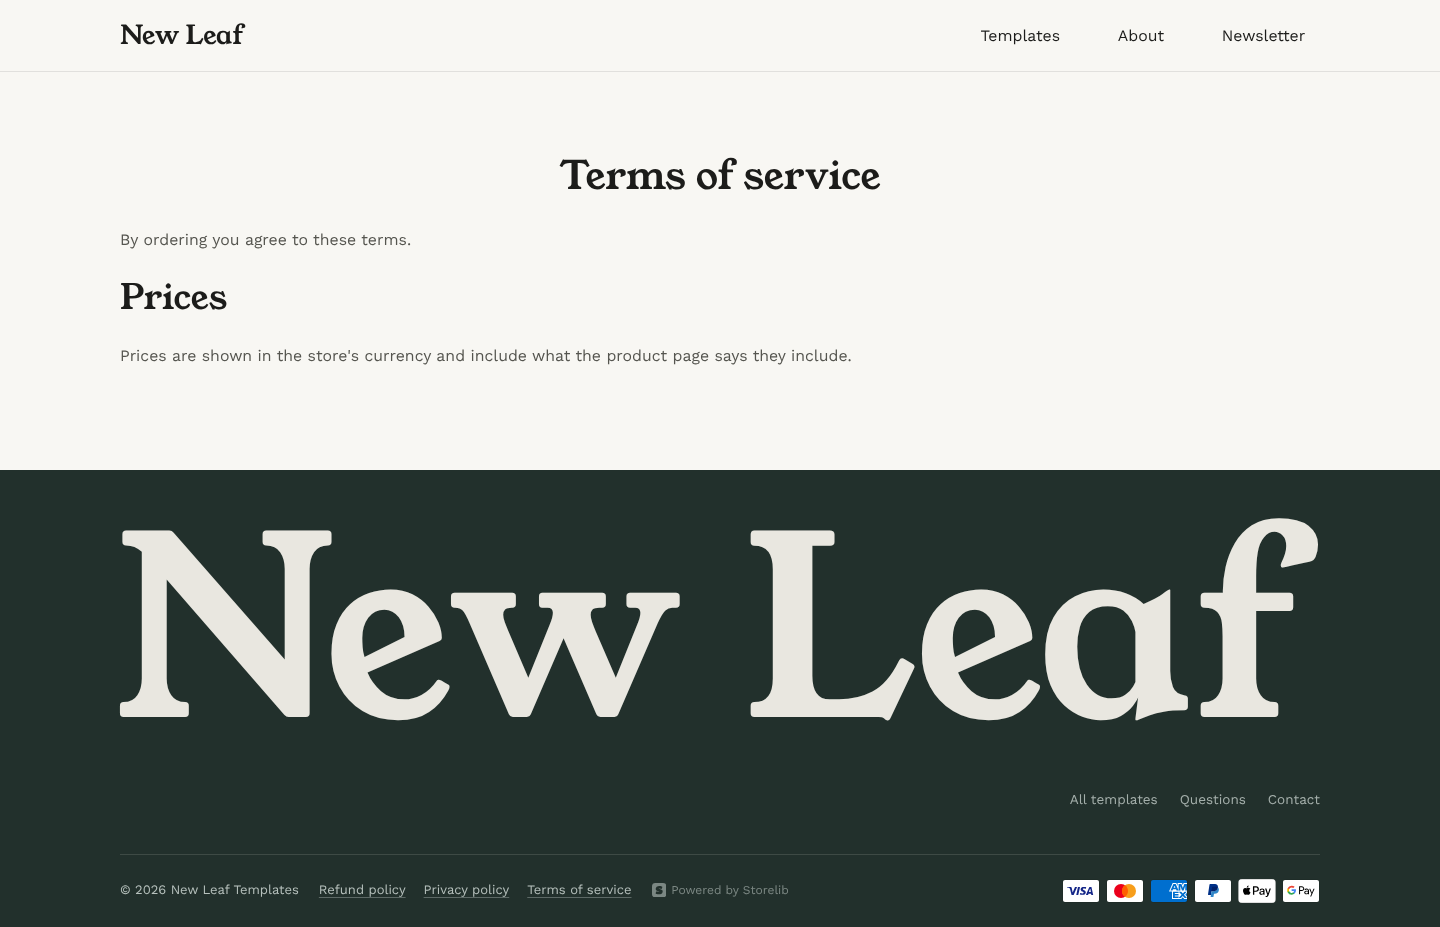 New Leaf
Templates About Newsletter
Terms of service
By ordering you agree to these terms.
Prices
Prices are shown in the store's currency and include what the product page says they include.
New Leaf
All templates Questions Contact
© 2026 New Leaf Templates Refund policy Privacy policy Terms of service S Powered by Storelib VISA AMEX P Pay G Pay